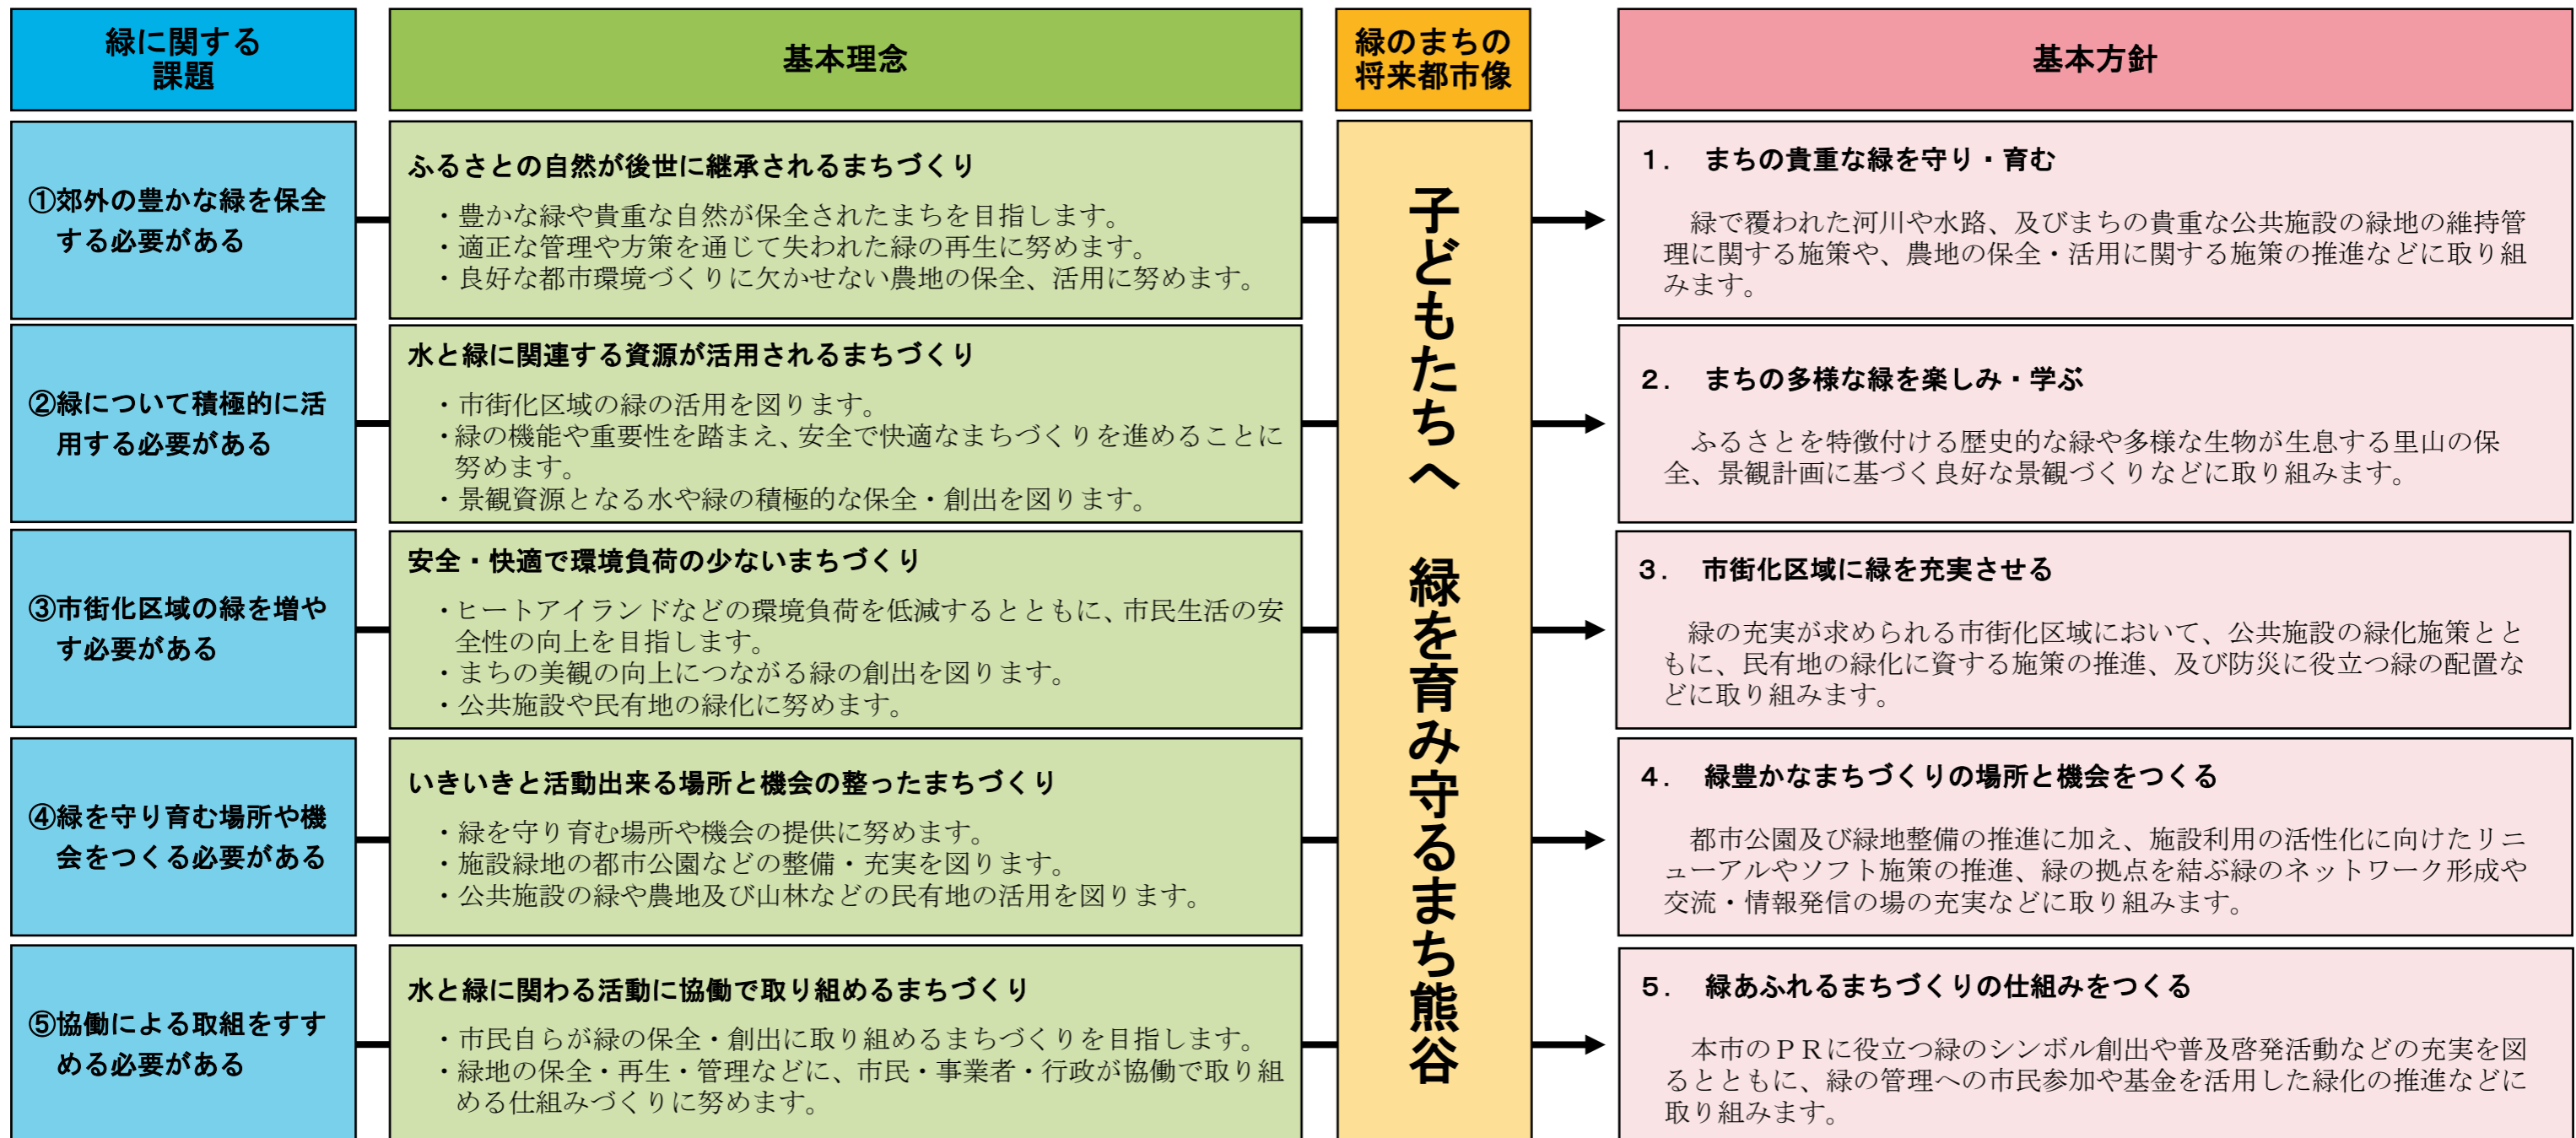 緑に関する
課題
基本理念
緑のまちの
将来都市像
基本方針
①郊外の豊かな緑を保全
する必要がある
ふるさとの自然が後世に継承されるまちづくり
・豊かな緑や貴重な自然が保全されたまちを目指します。
・適正な管理や方策を通じて失われた緑の再生に努めます。
・良好な都市環境づくりに欠かせない農地の保全、活用に努めます。
②緑について積極的に活
用する必要がある
水と緑に関連する資源が活用されるまちづくり
・市街化区域の緑の活用を図ります。
・緑の機能や重要性を踏まえ、安全で快適なまちづくりを進めることに
努めます。
・景観資源となる水や緑の積極的な保全・創出を図ります。
③市街化区域の緑を増や
す必要がある
安全・快適で環境負荷の少ないまちづくり
・ヒートアイランドなどの環境負荷を低減するとともに、市民生活の安
全性の向上を目指します。
・まちの美観の向上につながる緑の創出を図ります。
・公共施設や民有地の緑化に努めます。
④緑を守り育む場所や機
会をつくる必要がある
いきいきと活動出来る場所と機会の整ったまちづくり
・緑を守り育む場所や機会の提供に努めます。
・施設緑地の都市公園などの整備・充実を図ります。
・公共施設の緑や農地及び山林などの民有地の活用を図ります。
⑤協働による取組をすす
める必要がある
水と緑に関わる活動に協働で取り組めるまちづくり
・市民自らが緑の保全・創出に取り組めるまちづくりを目指します。
・緑地の保全・再生・管理などに、市民・事業者・行政が協働で取り組
める仕組みづくりに努めます。
子どもたちへ　緑を育み守るまち熊谷
１．　まちの貴重な緑を守り・育む
緑で覆われた河川や水路、及びまちの貴重な公共施設の緑地の維持管
理に関する施策や、農地の保全・活用に関する施策の推進などに取り組
みます。
２．　まちの多様な緑を楽しみ・学ぶ
ふるさとを特徴付ける歴史的な緑や多様な生物が生息する里山の保
全、景観計画に基づく良好な景観づくりなどに取り組みます。
３．　市街化区域に緑を充実させる
緑の充実が求められる市街化区域において、公共施設の緑化施策とと
もに、民有地の緑化に資する施策の推進、及び防災に役立つ緑の配置な
どに取り組みます。
４．　緑豊かなまちづくりの場所と機会をつくる
都市公園及び緑地整備の推進に加え、施設利用の活性化に向けたリニ
ューアルやソフト施策の推進、緑の拠点を結ぶ緑のネットワーク形成や
交流・情報発信の場の充実などに取り組みます。
５．　緑あふれるまちづくりの仕組みをつくる
本市のＰＲに役立つ緑のシンボル創出や普及啓発活動などの充実を図
るとともに、緑の管理への市民参加や基金を活用した緑化の推進などに
取り組みます。